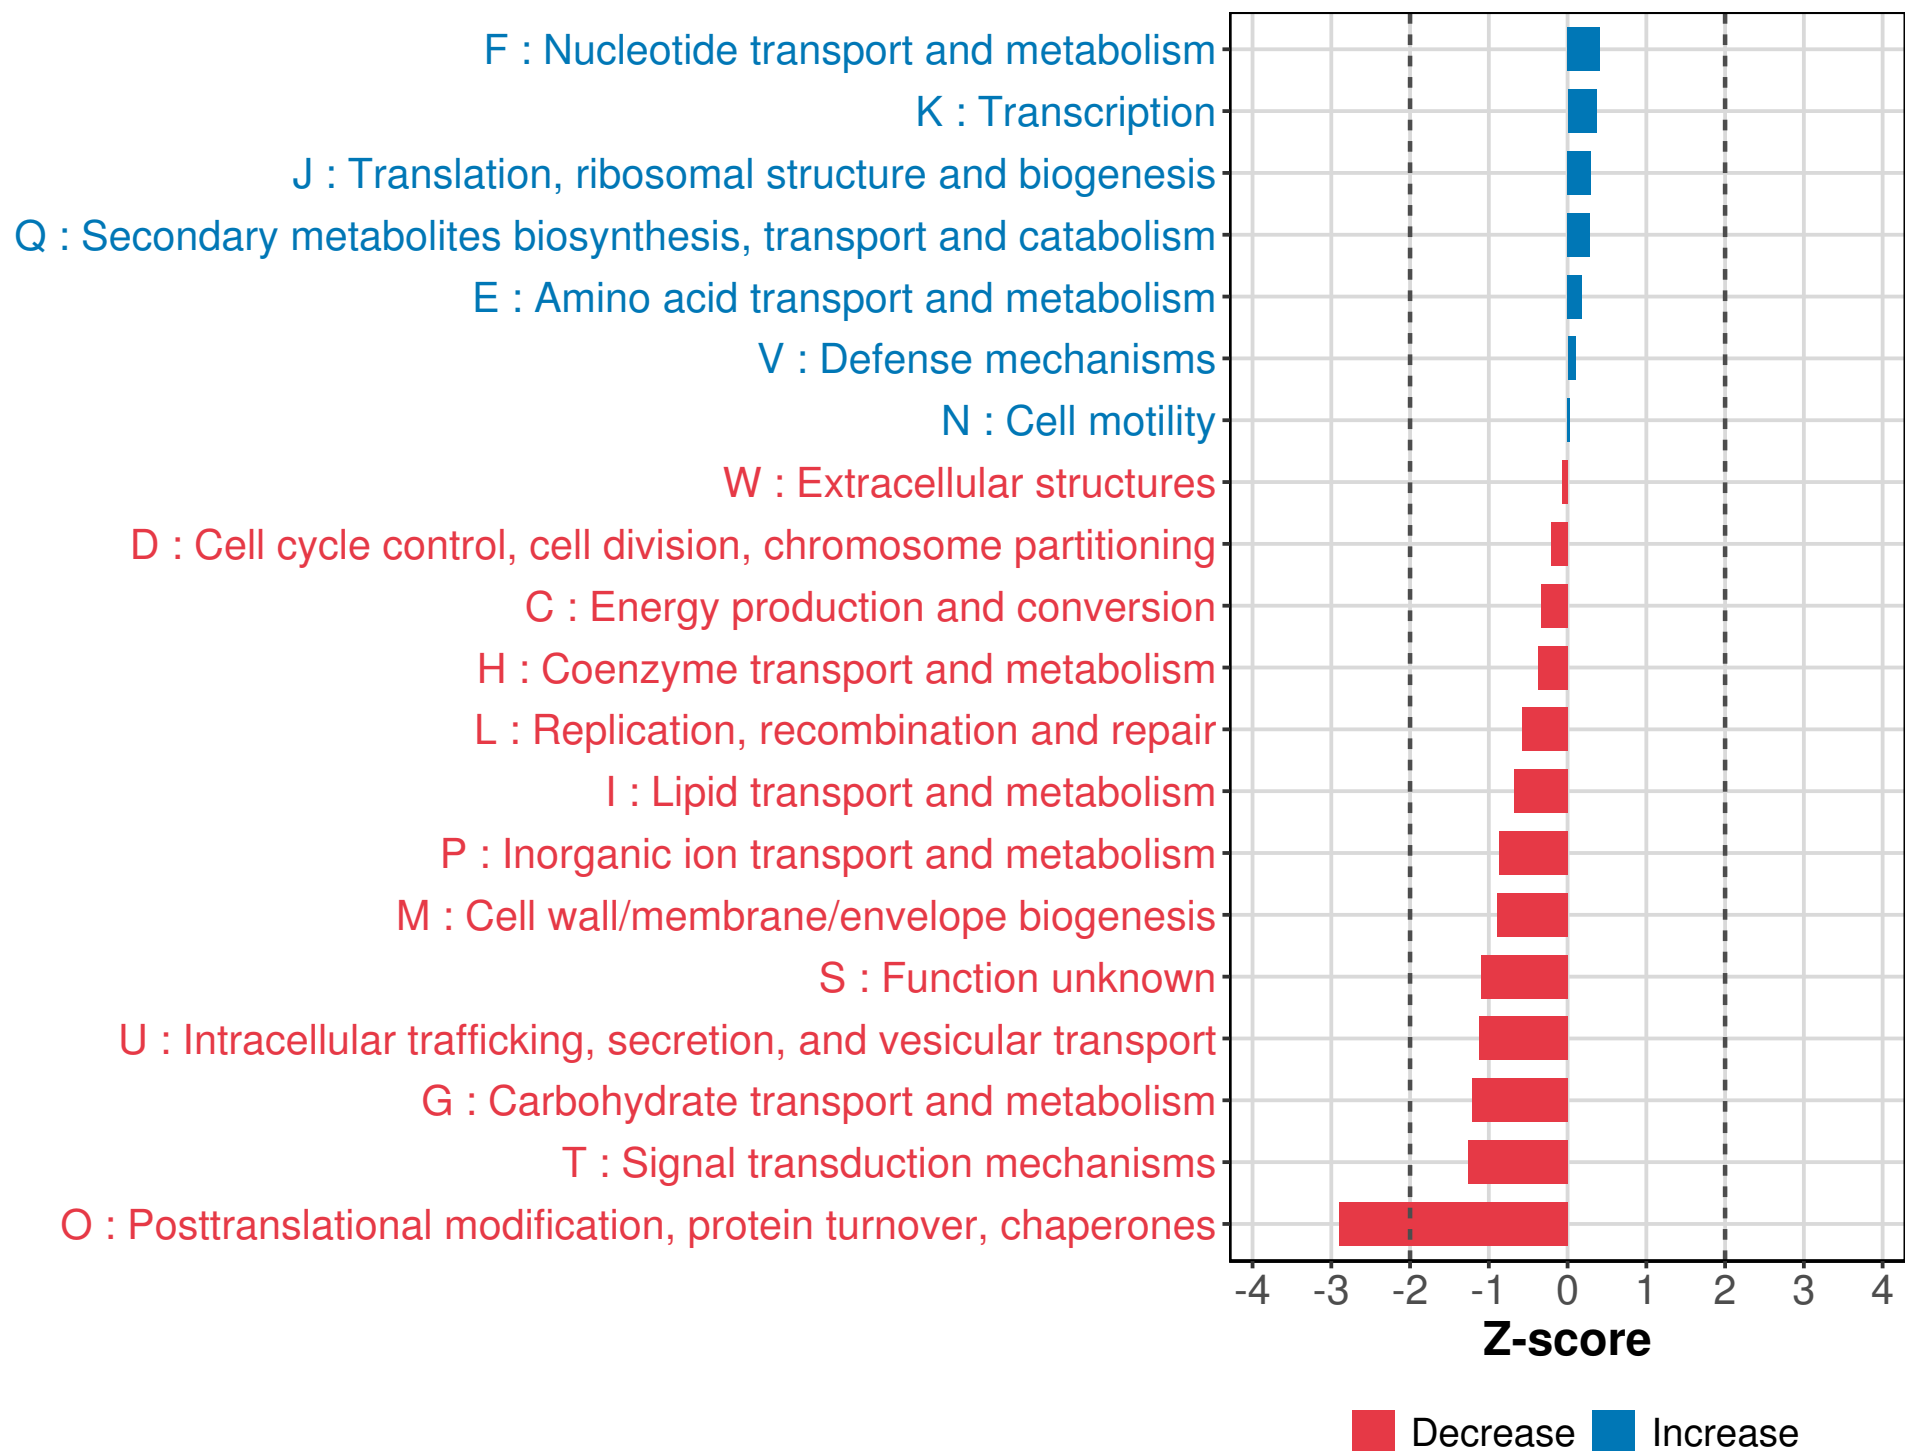 F : Nucleotide transport and metabolism
K : Transcription
J : Translation, ribosomal structure and biogenesis
Q : Secondary metabolites biosynthesis, transport and catabolism
E : Amino acid transport and metabolism
V : Defense mechanisms
N : Cell motility
W : Extracellular structures
D : Cell cycle control, cell division, chromosome partitioning
C : Energy production and conversion
H : Coenzyme transport and metabolism
L : Replication, recombination and repair
I : Lipid transport and metabolism
P : Inorganic ion transport and metabolism
M : Cell wall/membrane/envelope biogenesis
S : Function unknown
U : Intracellular trafficking, secretion, and vesicular transport
G : Carbohydrate transport and metabolism
T : Signal transduction mechanisms
O : Posttranslational modification, protein turnover, chaperones
-4 -3 -2 -1 0 1 2 3 4
Z-score
Decrease Increase